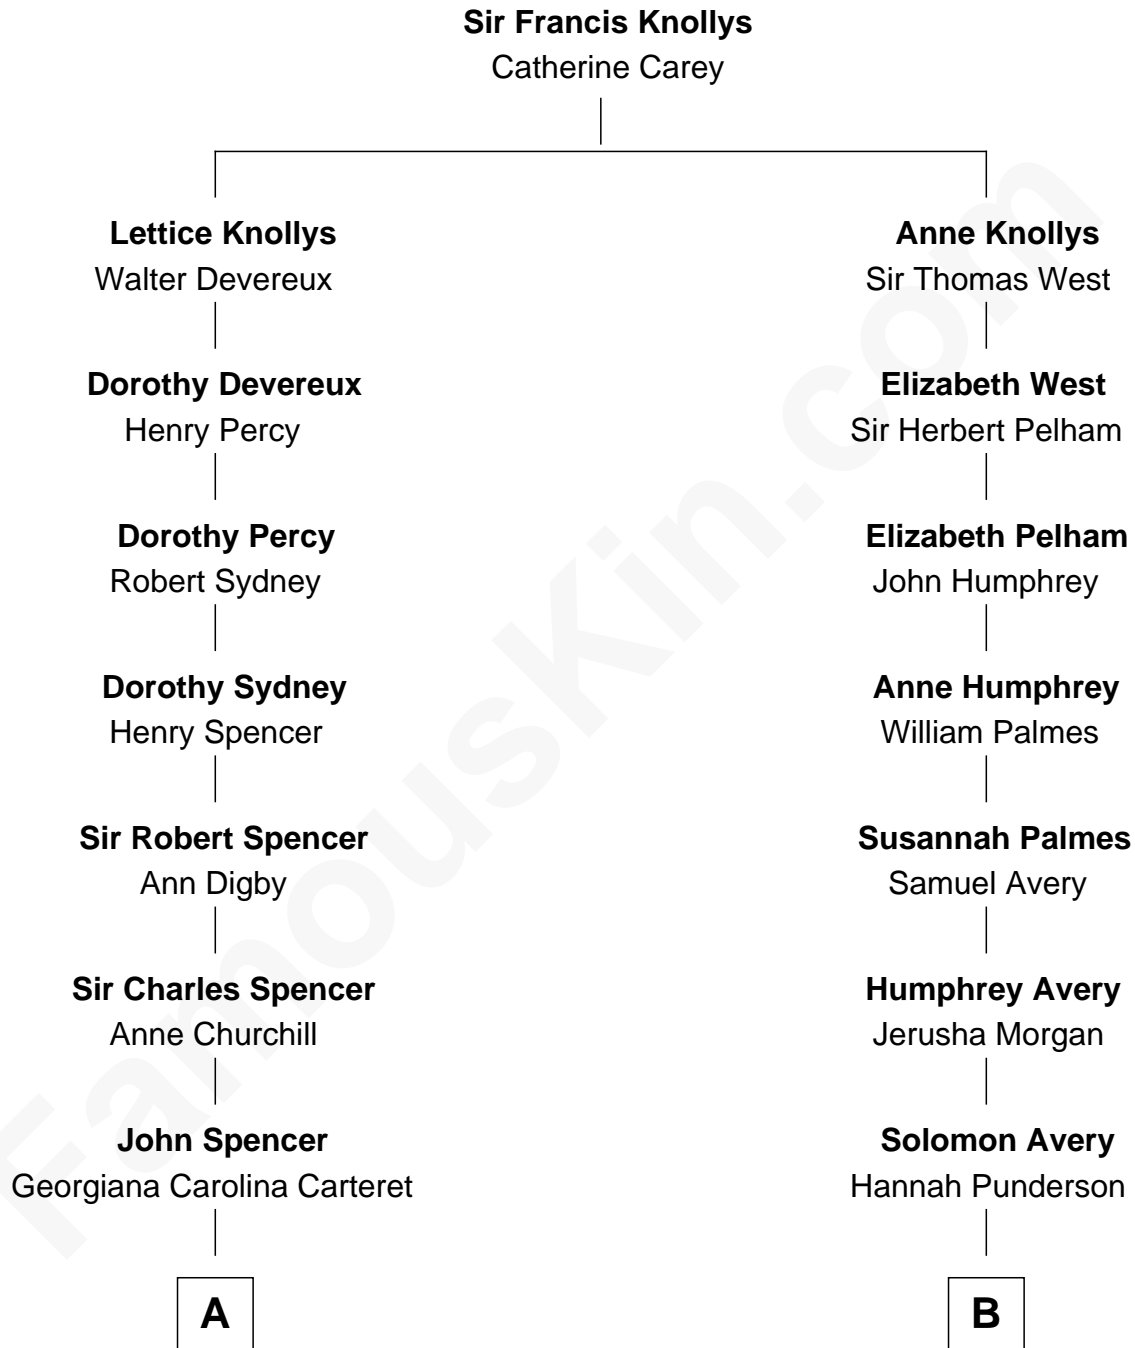 Sir Francis Knollys
Catherine Carey
Lettice Knollys
Walter Devereux
Anne Knollys
Sir Thomas West
Dorothy Devereux
Henry Percy
Elizabeth West
Sir Herbert Pelham
Dorothy Percy
Robert Sydney
Elizabeth Pelham
John Humphrey
Dorothy Sydney
Henry Spencer
Anne Humphrey
William Palmes
Sir Robert Spencer
Ann Digby
Susannah Palmes
Samuel Avery
Sir Charles Spencer
Anne Churchill
Humphrey Avery
Jerusha Morgan
John Spencer
Georgiana Carolina Carteret
Solomon Avery
Hannah Punderson
A
B
FamousKin.com